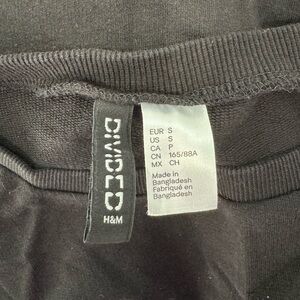 DIVIDED
H&M
EUR S
US S
CA P
CN 165/88A
MX CH
Made in
Bangladesh
Fabriqué en
Bangladesh